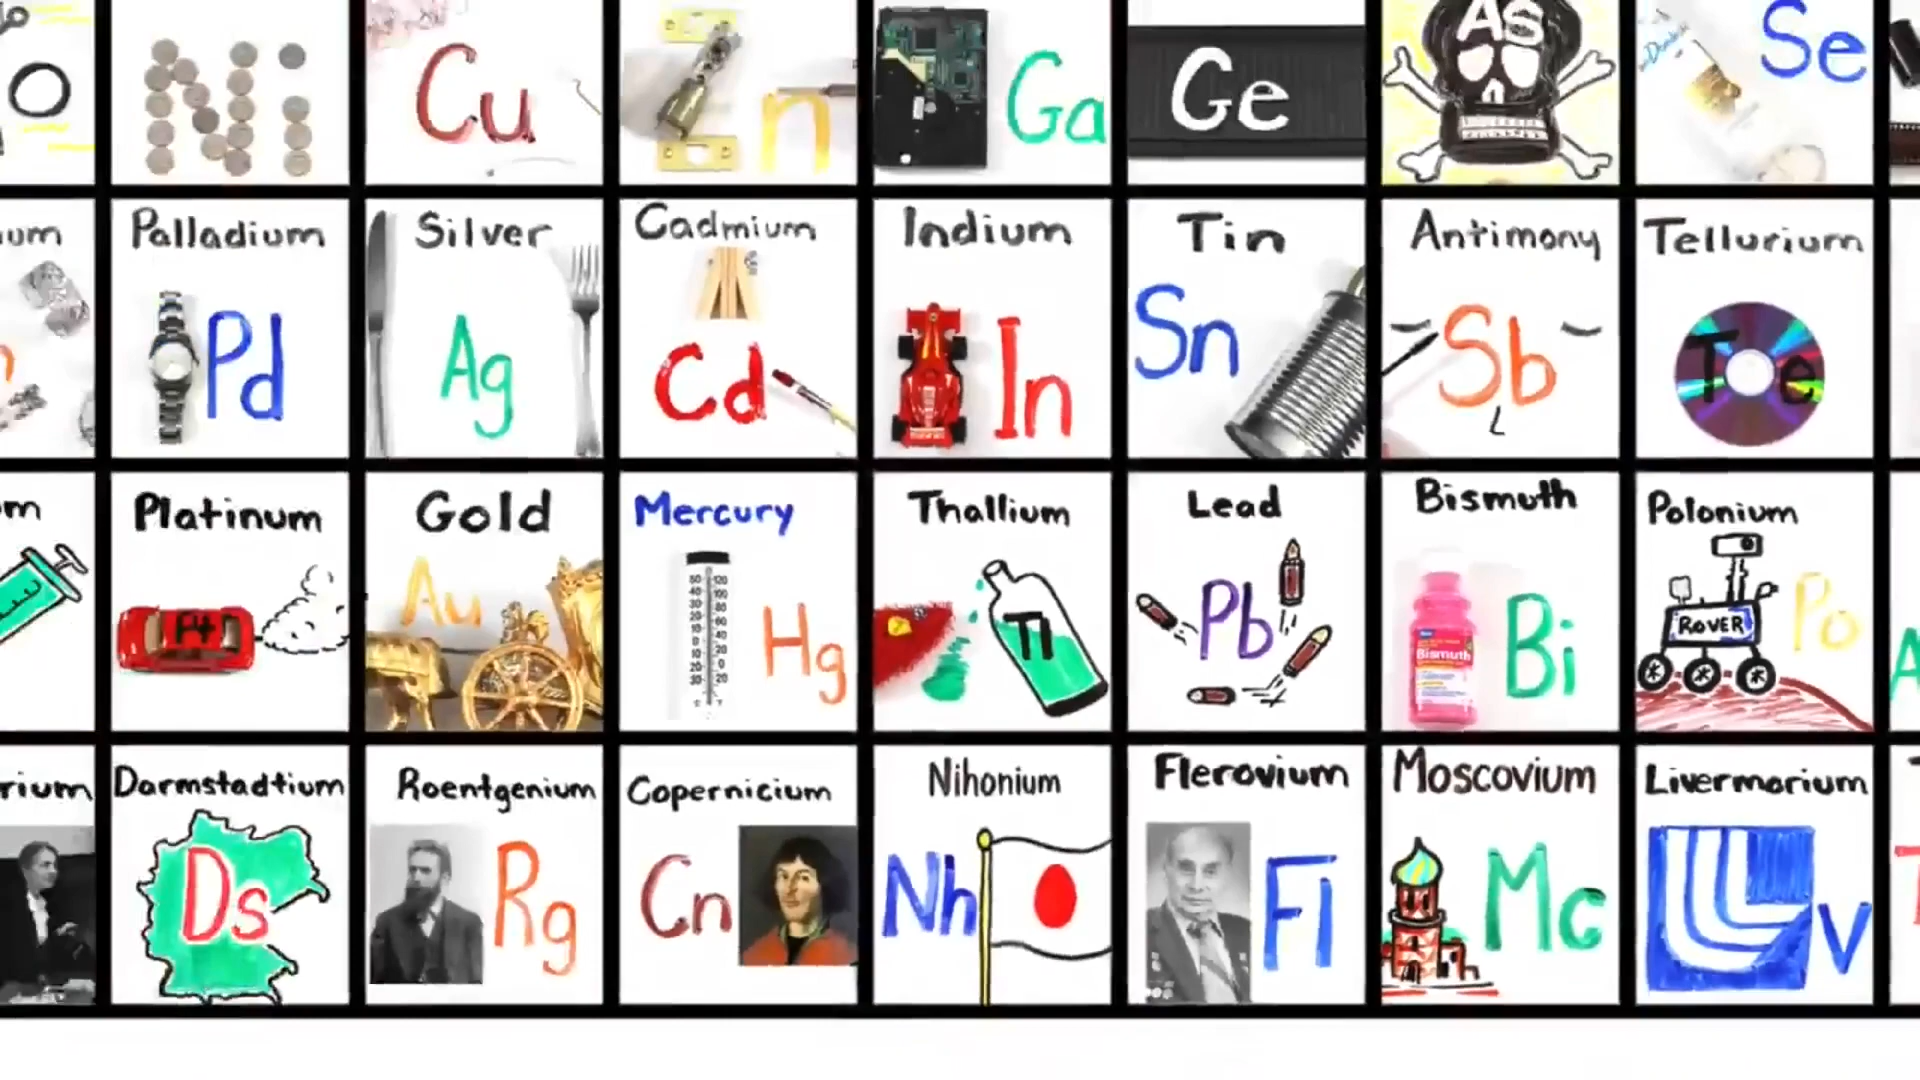 Ni
Cu
Zn
Ga
Ge
As
Se
Palladium
Pd
Silver
Ag
Cadmium
Cd
Indium
In
Tin
Sn
Antimony
Sb
Tellurium
Te
Platinum
Pt
Gold
Au
Mercury
Hg
Thallium
Tl
Lead
Pb
Bismuth
Bismuth
Bi
Polonium
ROVER
Po
Darmstadtium
Ds
Roentgenium
Rg
Copernicium
Cn
Nihonium
Nh
Flerovium
Fl
Moscovium
Mc
Livermorium
Lv